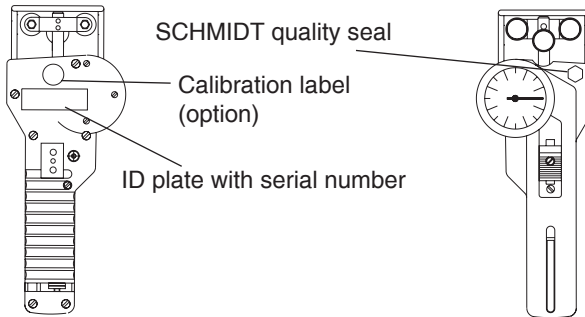 SCHMIDT quality seal
Calibration label
(option)
ID plate with serial number